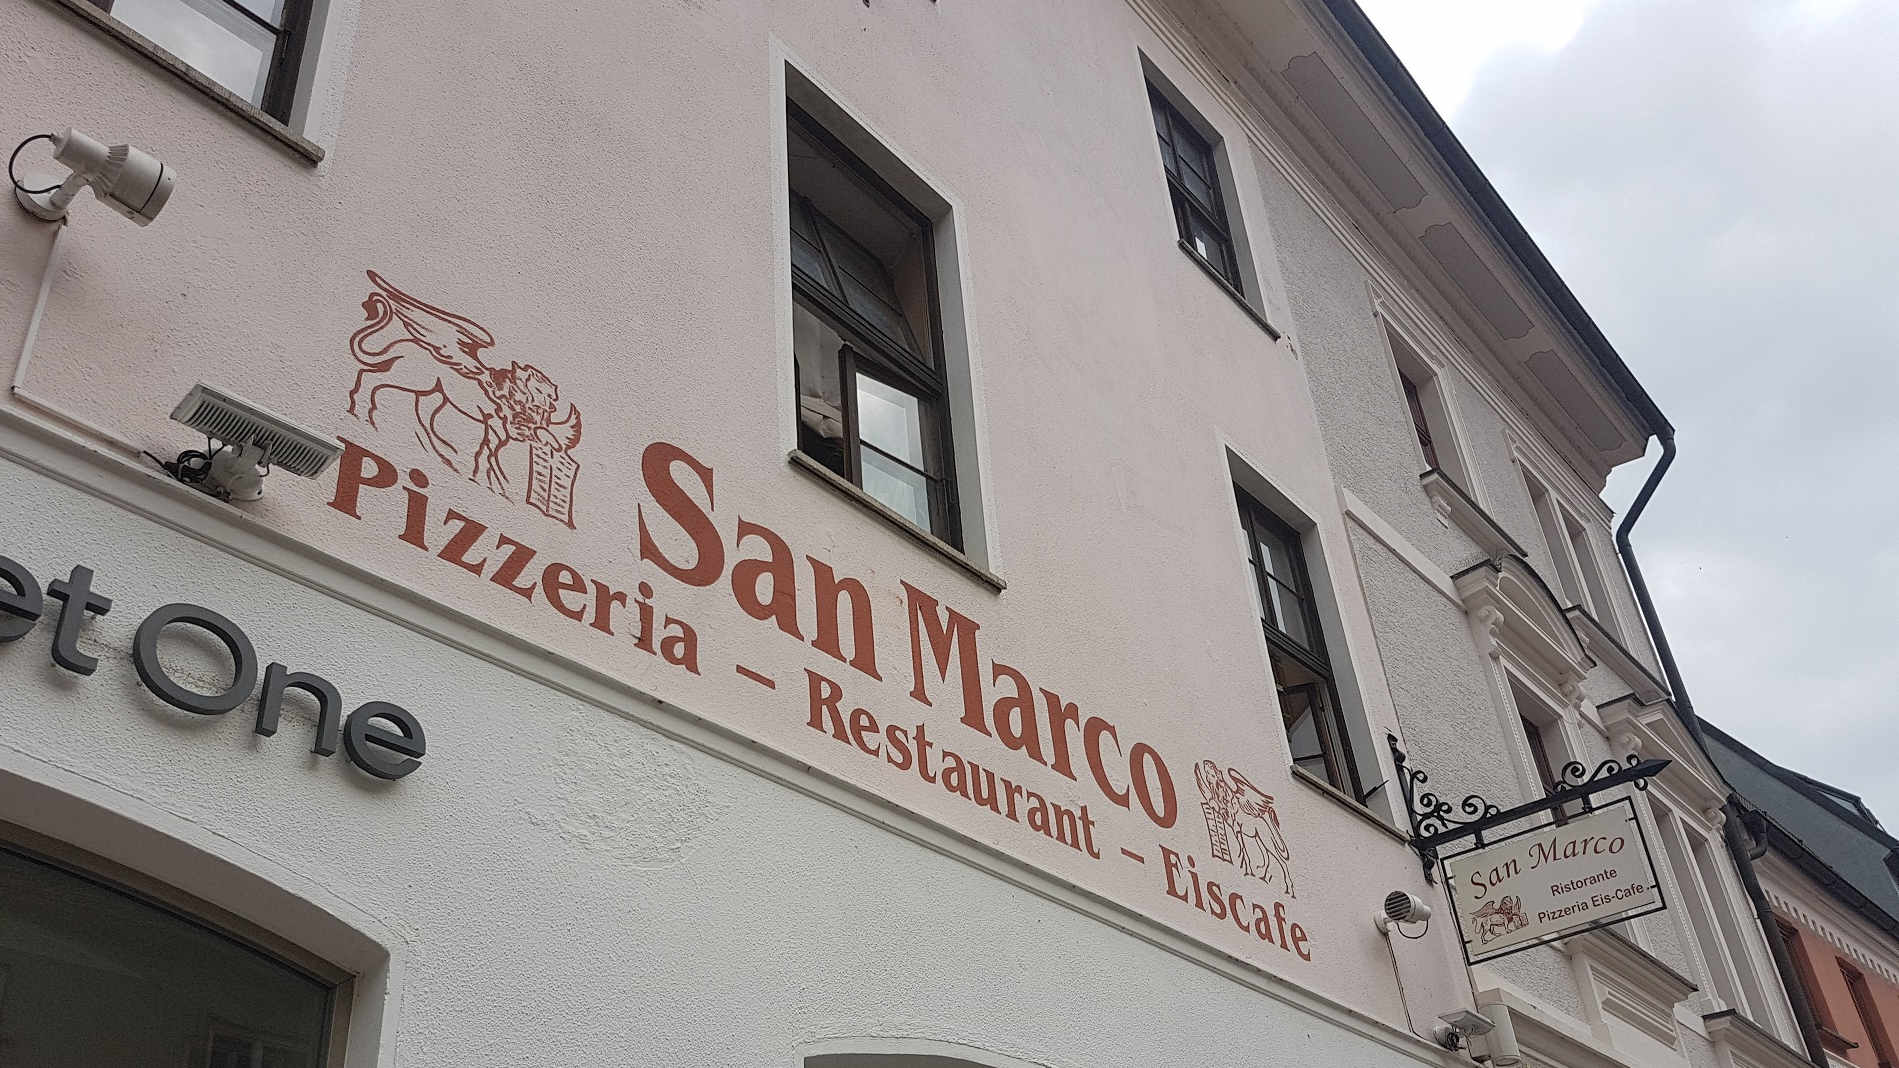 San Marco
Pizzeria – Restaurant – Eiscafe
et One
San Marco
Ristorante
Pizzeria Eis-Cafe